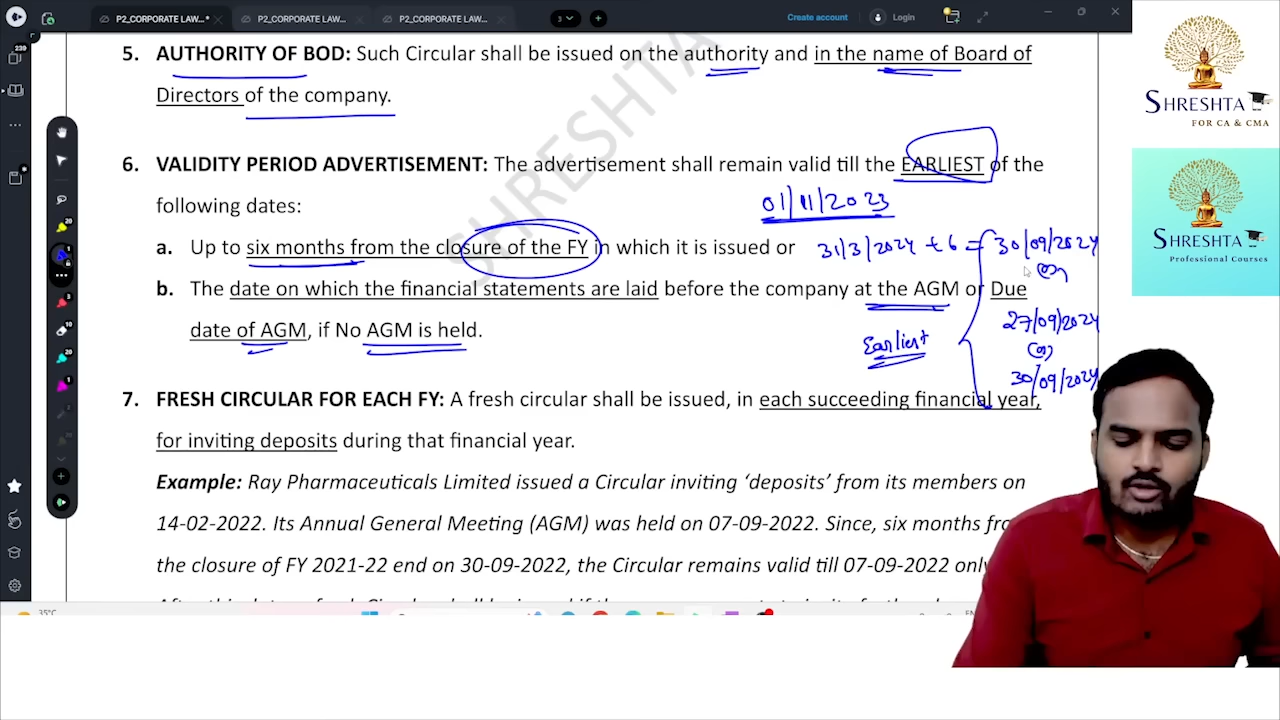 P2_CORPORATE LAW...*
P2_CORPORATE LAW...
P2_CORPORATE LAW...
3
Create account
Login
5. AUTHORITY OF BOD: Such Circular shall be issued on the authority and in the name of Board of
Directors of the company.
6. VALIDITY PERIOD ADVERTISEMENT: The advertisement shall remain valid till the EARLIEST of the
following dates:
01/11/2023
a. Up to six months from the closure of the FY in which it is issued or
31/3/2024 + 6 = 30/09/2024
(or)
b. The date on which the financial statements are laid before the company at the AGM or Due
date of AGM, if No AGM is held.
27/09/2024
Earliest
(or)
30/09/2024
7. FRESH CIRCULAR FOR EACH FY: A fresh circular shall be issued, in each succeeding financial year,
for inviting deposits during that financial year.
Example: Ray Pharmaceuticals Limited issued a Circular inviting ‘deposits’ from its members on
14-02-2022. Its Annual General Meeting (AGM) was held on 07-09-2022. Since, six months
the closure of FY 2021-22 end on 30-09-2022, the Circular remains valid till 07-09-2022 only
SHRESHTA
35°C
SHRESHTA
FOR CA & CMA
SHRESHTA
Professional Courses